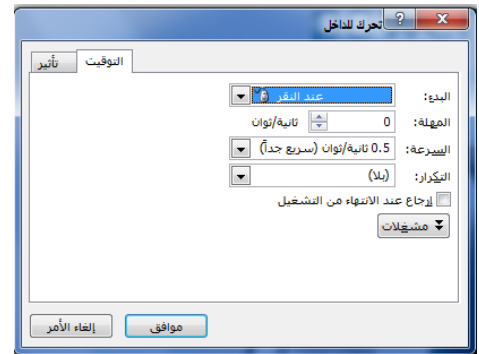 تحرك للداخل
التوقيت تأثير
البدء: عند النقر
المهلة: 0 ثانية/ثوان
السرعة: 0.5 ثانية/ثوان (سريع جداً)
التكرار: (بلا)
إرجاع عند الانتهاء من التشغيل
مشغلات
موافق إلغاء الأمر